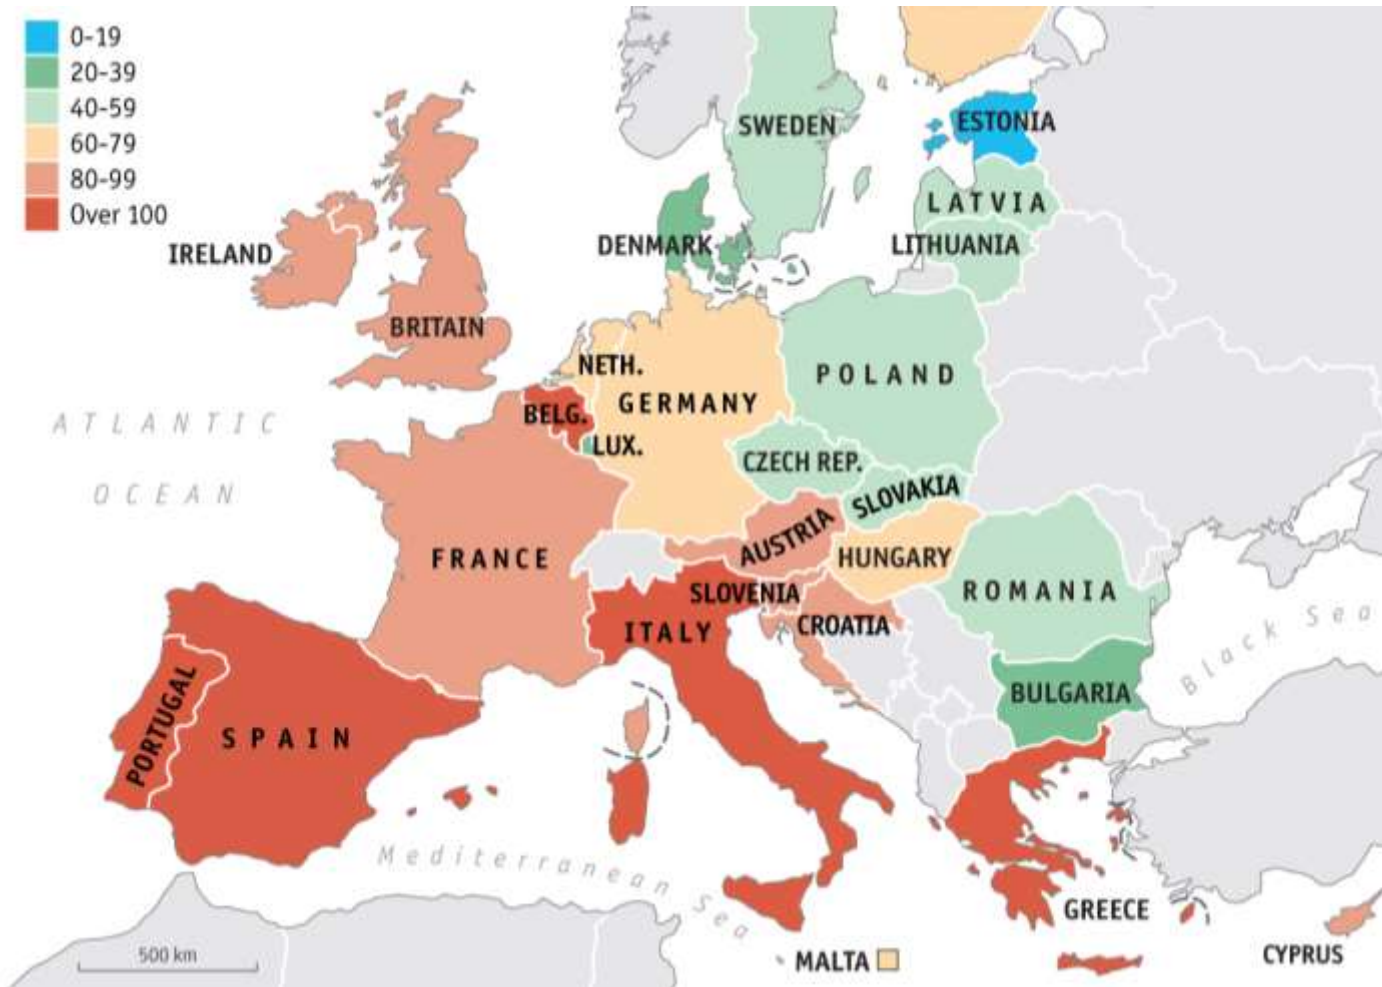 0-19
20-39
40-59
60-79
80-99
Over 100
SWEDEN
ESTONIA
LATVIA
LITHUANIA
DENMARK
IRELAND
BRITAIN
NETH.
GERMANY
POLAND
BELG.
LUX.
CZECH REP.
SLOVAKIA
ATLANTIC
OCEAN
FRANCE
AUSTRIA
HUNGARY
SLOVENIA
ROMANIA
CROATIA
ITALY
Black Sea
BULGARIA
PORTUGAL
SPAIN
Mediterranean Sea
GREECE
MALTA
CYPRUS
500 km